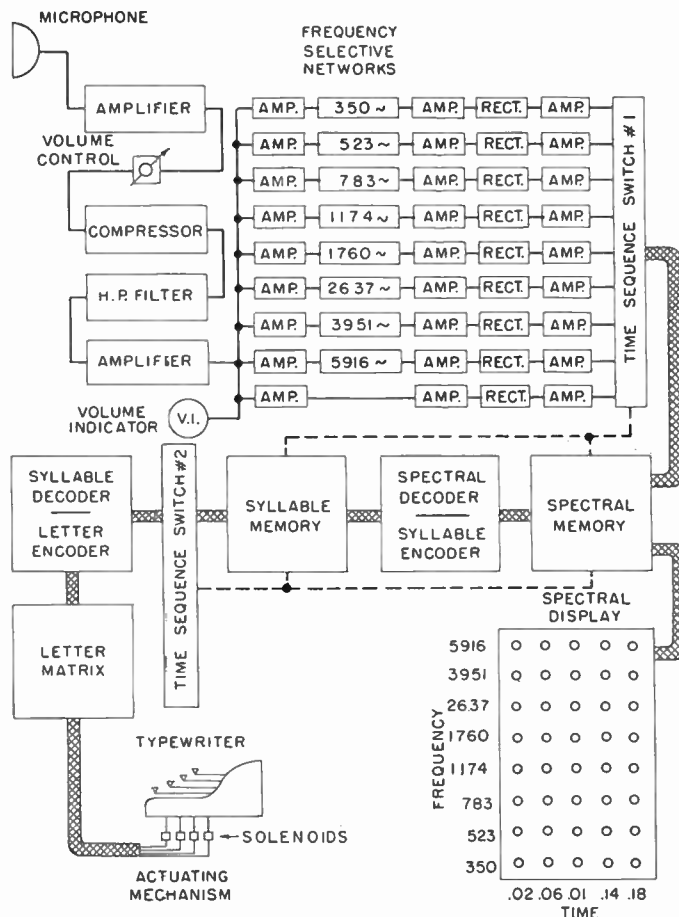 MICROPHONE
FREQUENCY
SELECTIVE
NETWORKS
AMPLIFIER
VOLUME
CONTROL
COMPRESSOR
H.P. FILTER
AMPLIFIER
VOLUME
INDICATOR
V.I.
AMP. 350~ AMP. RECT. AMP.
AMP. 523~ AMP. RECT. AMP.
AMP. 783~ AMP. RECT. AMP.
AMP. 1174~ AMP. RECT. AMP.
AMP. 1760~ AMP. RECT. AMP.
AMP. 2637~ AMP. RECT. AMP.
AMP. 3951~ AMP. RECT. AMP.
AMP. 5916~ AMP. RECT. AMP.
AMP. AMP. RECT. AMP.
TIME SEQUENCE SWITCH #1
SYLLABLE
DECODER
LETTER
ENCODER
TIME SEQUENCE SWITCH #2
SYLLABLE
MEMORY
SPECTRAL
DECODER
SYLLABLE
ENCODER
SPECTRAL
MEMORY
LETTER
MATRIX
TYPEWRITER
SOLENOIDS
ACTUATING
MECHANISM
SPECTRAL
DISPLAY
FREQUENCY
5916
3951
2637
1760
1174
783
523
350
.02 .06 .01 .14 .18
TIME